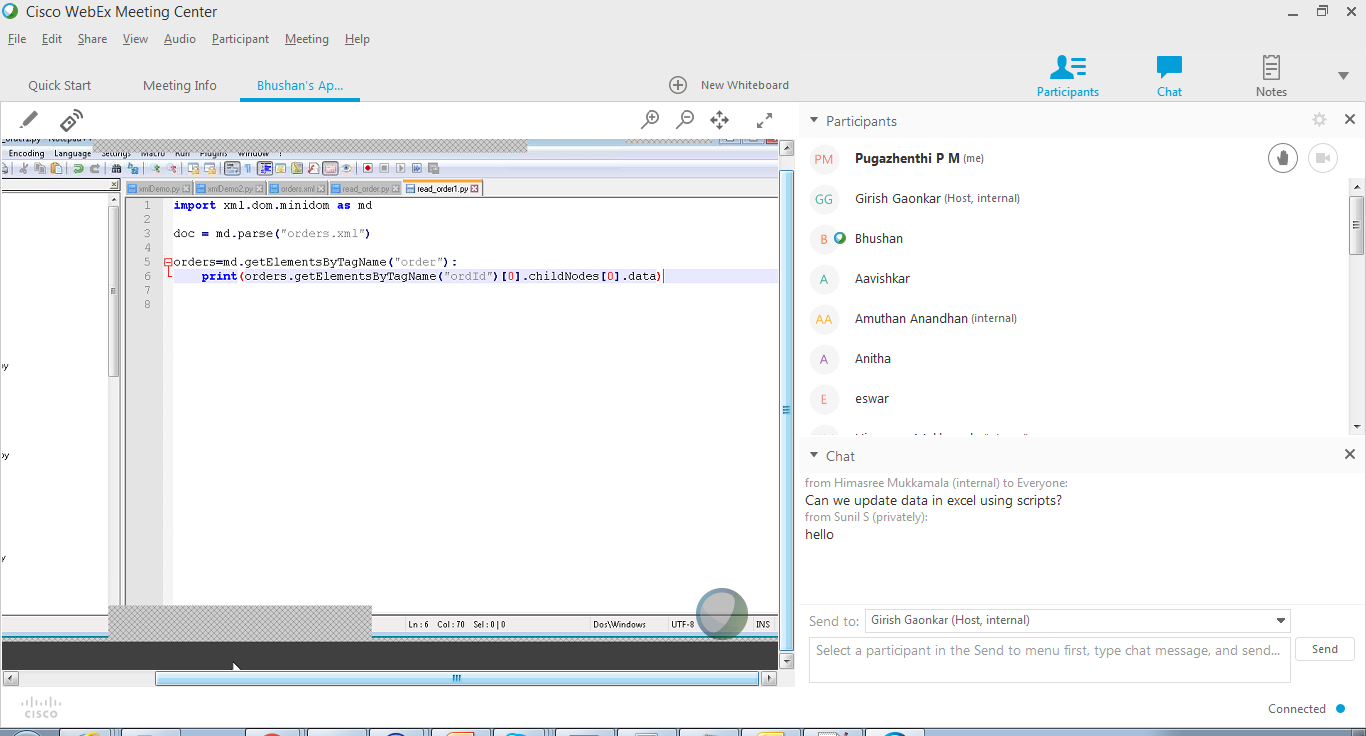 Cisco WebEx Meeting Center
File Edit Share View Audio Participant Meeting Help
Quick Start Meeting Info Bhushan's Ap... New Whiteboard
Participants Chat Notes
Participants
PM Pugazhenthi P M (me)
GG Girish Gaonkar (Host, internal)
B Bhushan
A Aavishkar
AA Amuthan Anandhan (internal)
A Anitha
E eswar
Encoding Language Settings Macro Run Plugins Window ?
xmlDemo.py xmlDemo2.py orders.xml read_order.py read_order1.py
1 import xml.dom.minidom as md
2
3 doc = md.parse("orders.xml")
4
5 orders=md.getElementsByTagName("order"):
6 print(orders.getElementsByTagName("ordId")[0].childNodes[0].data)
7
8
py
py
y
Ln:6 Col:70 Sel:0|0 Dos\Windows UTF-8 INS
Chat
from Himasree Mukkamala (internal) to Everyone:
Can we update data in excel using scripts?
from Sunil S (privately):
hello
Send to: Girish Gaonkar (Host, internal)
Select a participant in the Send to menu first, type chat message, and send...
Send
CISCO
Connected